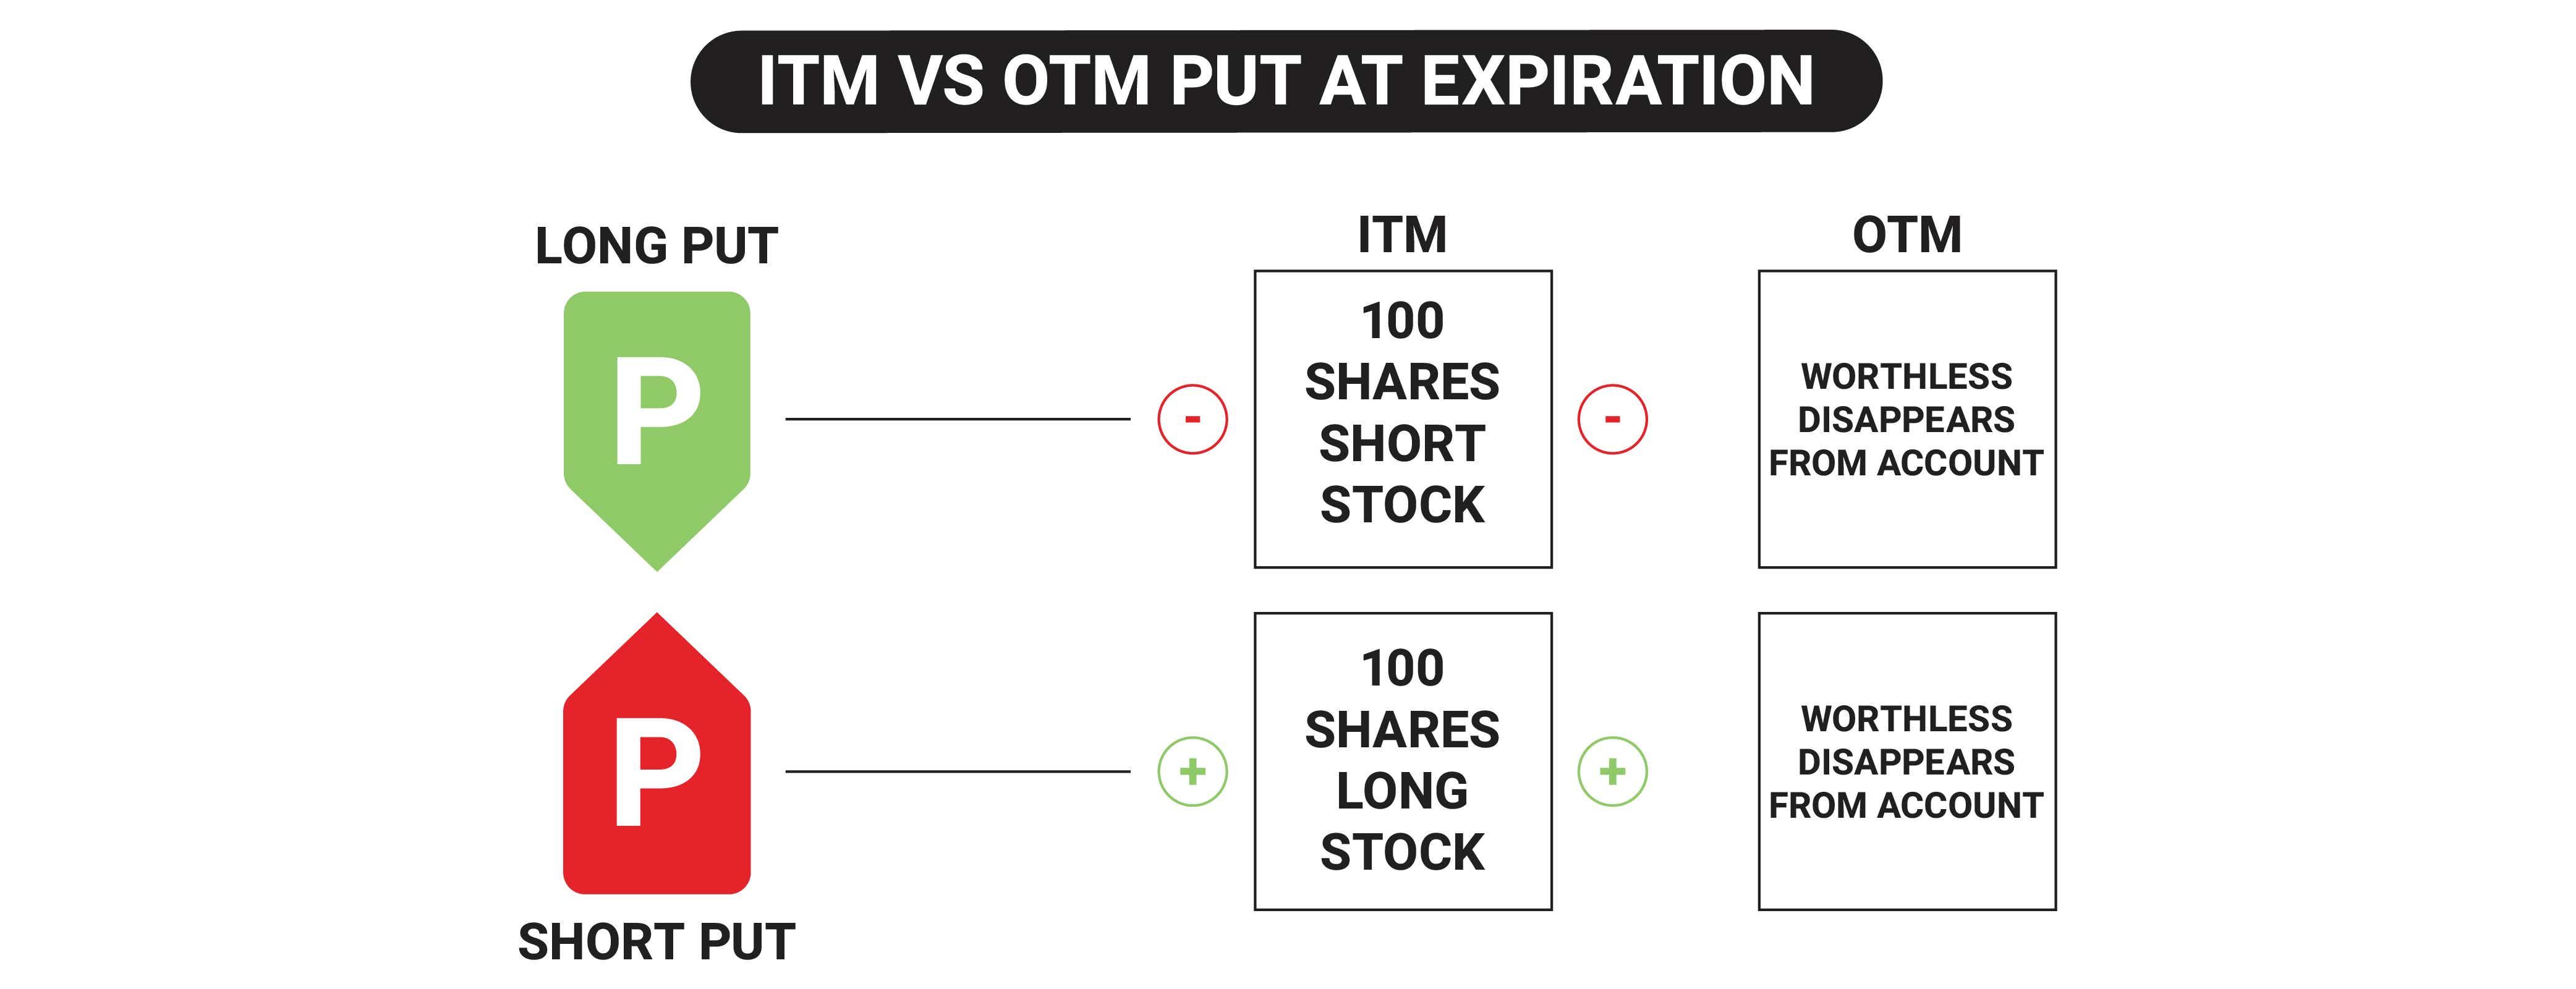 ITM VS OTM PUT AT EXPIRATION
LONG PUT
ITM
OTM
P
-
100
SHARES
SHORT
STOCK
-
WORTHLESS
DISAPPEARS
FROM ACCOUNT
P
+
100
SHARES
LONG
STOCK
+
WORTHLESS
DISAPPEARS
FROM ACCOUNT
SHORT PUT